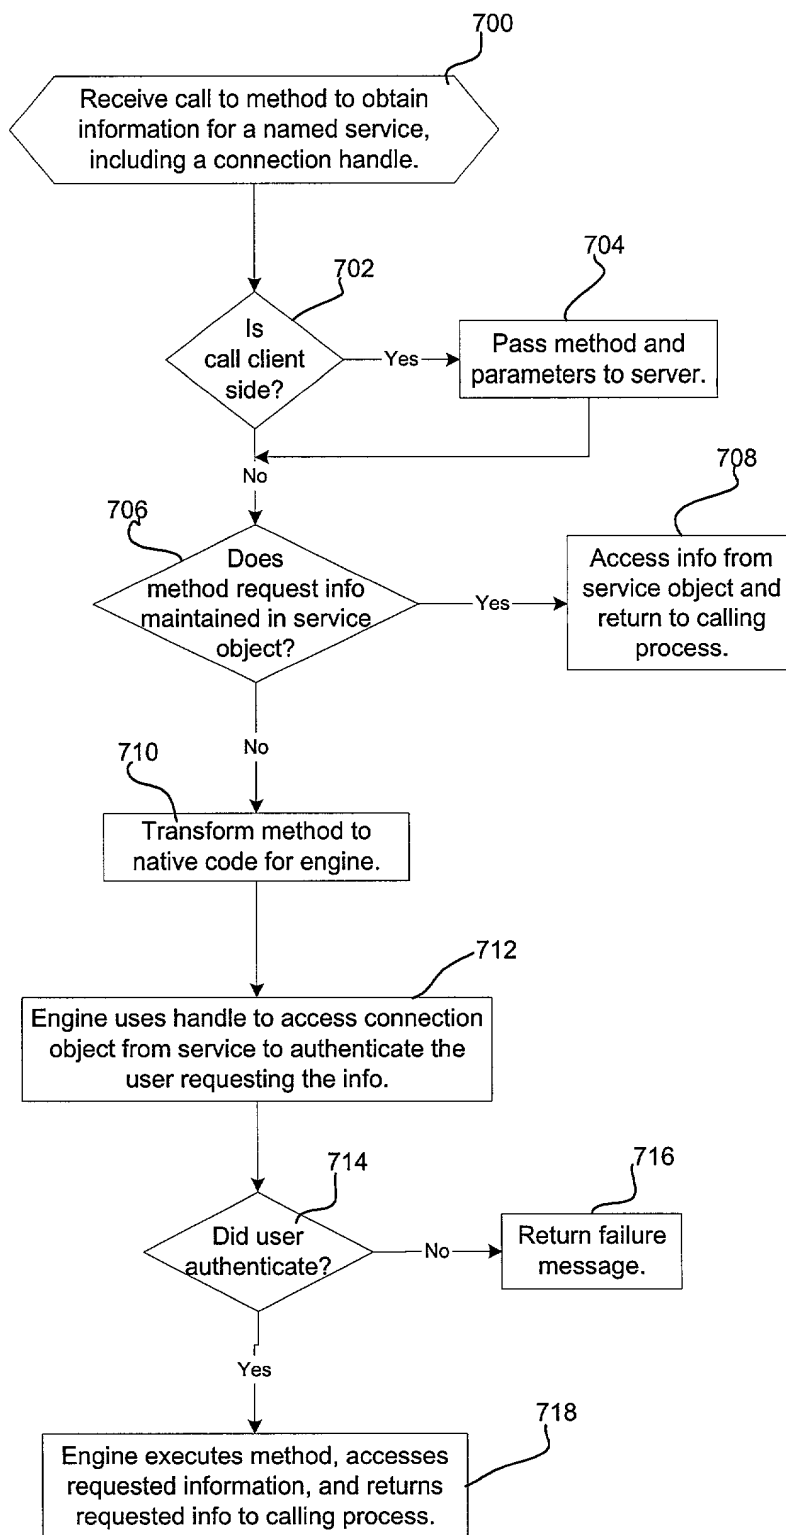 700
Receive call to method to obtain
information for a named service,
including a connection handle.
702
Is
call client
side?
Yes
704
Pass method and
parameters to server.
No
706
Does
method request info
maintained in service
object?
Yes
708
Access info from
service object and
return to calling
process.
No
710
Transform method to
native code for engine.
712
Engine uses handle to access connection
object from service to authenticate the
user requesting the info.
714
Did user
authenticate?
No
716
Return failure
message.
Yes
718
Engine executes method, accesses
requested information, and returns
requested info to calling process.